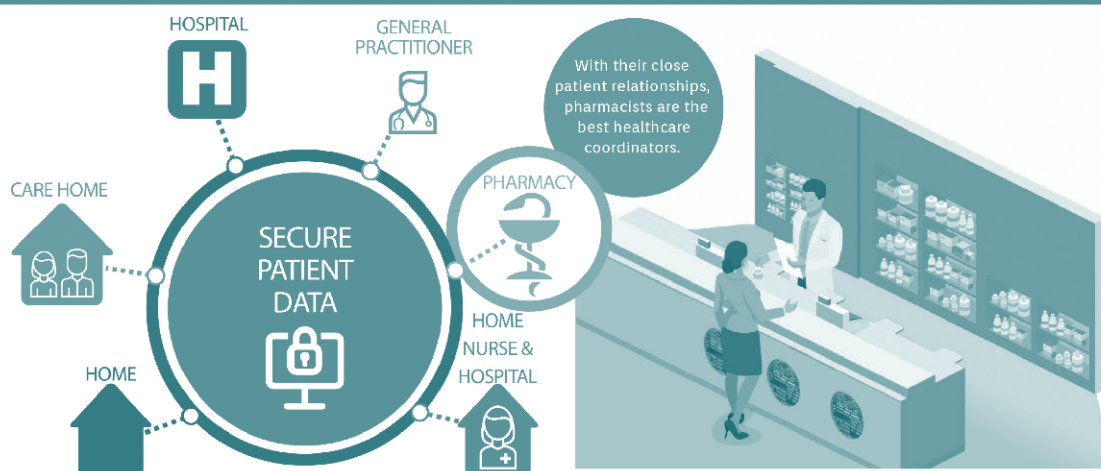 HOSPITAL
H
GENERAL
PRACTITIONER
With their close
patient relationships,
pharmacists are the
best healthcare
coordinators.
CARE HOME
PHARMACY
SECURE
PATIENT
DATA
HOME
NURSE &
HOSPITAL
HOME